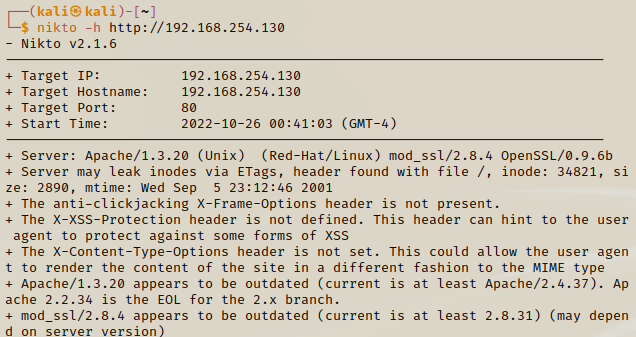 ┌──(kali㉿kali)-[~]
└─$ nikto -h http://192.168.254.130
- Nikto v2.1.6
+ Target IP: 192.168.254.130
+ Target Hostname: 192.168.254.130
+ Target Port: 80
+ Start Time: 2022-10-26 00:41:03 (GMT-4)
+ Server: Apache/1.3.20 (Unix)  (Red-Hat/Linux) mod_ssl/2.8.4 OpenSSL/0.9.6b
+ Server may leak inodes via ETags, header found with file /, inode: 34821, si
ze: 2890, mtime: Wed Sep  5 23:12:46 2001
+ The anti-clickjacking X-Frame-Options header is not present.
+ The X-XSS-Protection header is not defined. This header can hint to the user
 agent to protect against some forms of XSS
+ The X-Content-Type-Options header is not set. This could allow the user agen
t to render the content of the site in a different fashion to the MIME type
+ Apache/1.3.20 appears to be outdated (current is at least Apache/2.4.37). Ap
ache 2.2.34 is the EOL for the 2.x branch.
+ mod_ssl/2.8.4 appears to be outdated (current is at least 2.8.31) (may depen
d on server version)